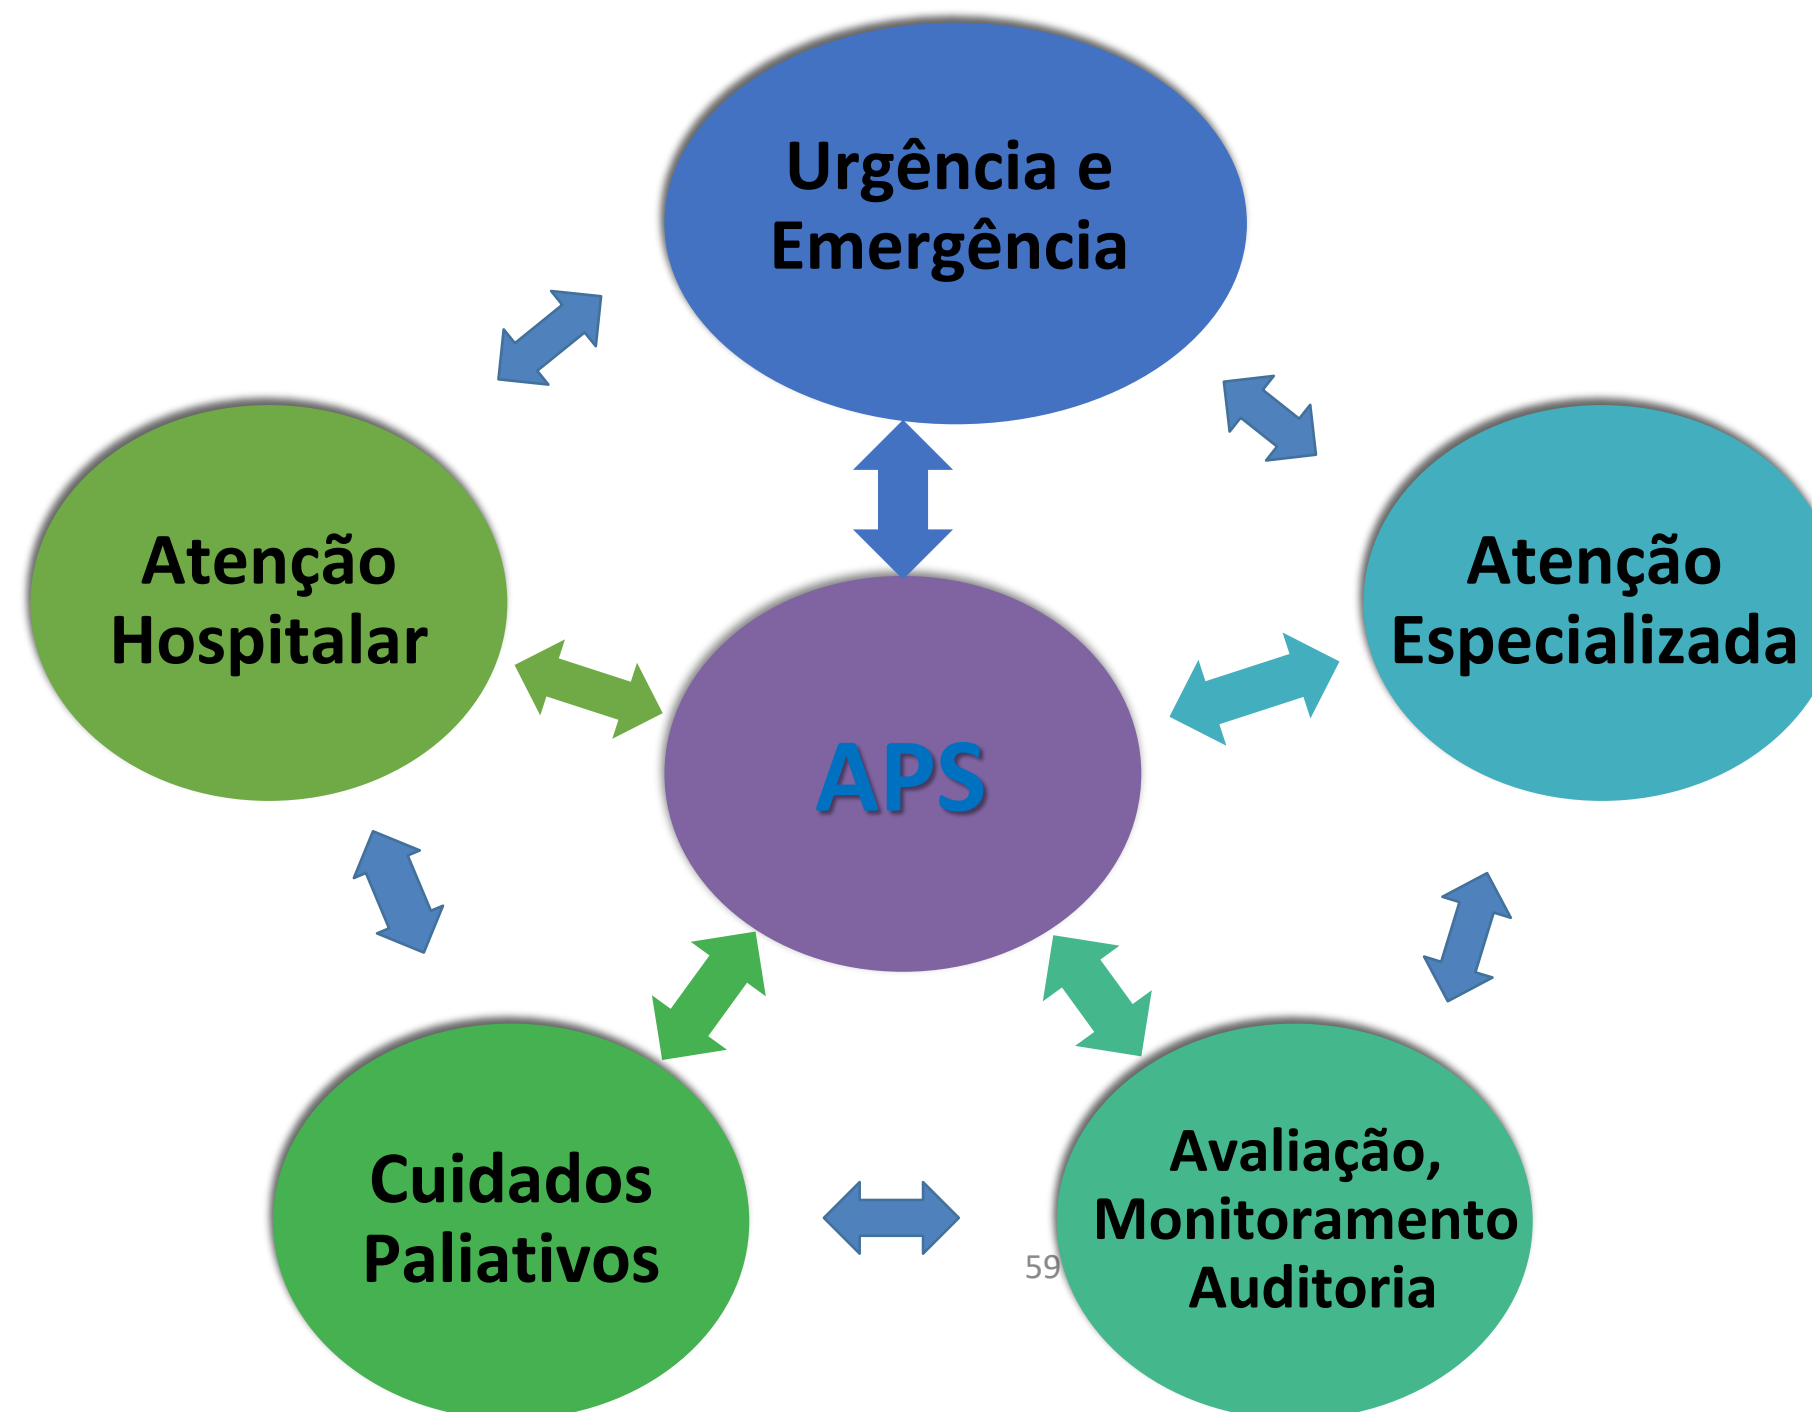 Urgência e
Emergência
Atenção
Hospitalar
Atenção
Especializada
APS
Cuidados
Paliativos
Avaliação,
Monitoramento
Auditoria
59